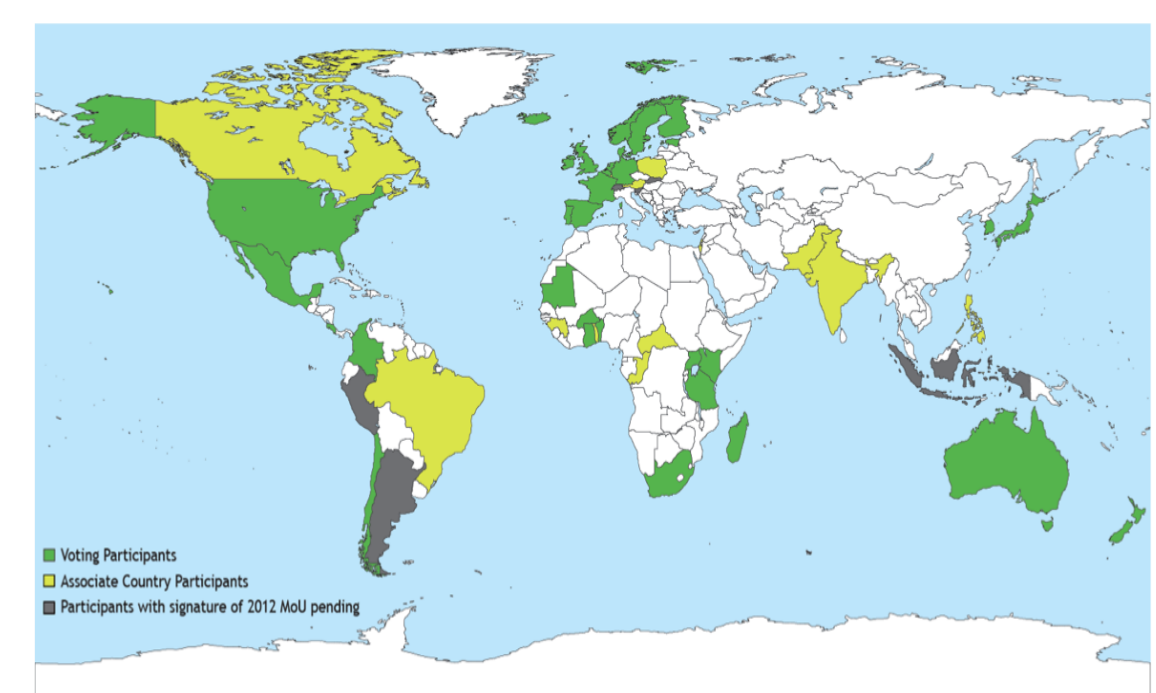 Voting Participants
Associate Country Participants
Participants with signature of 2012 MoU pending